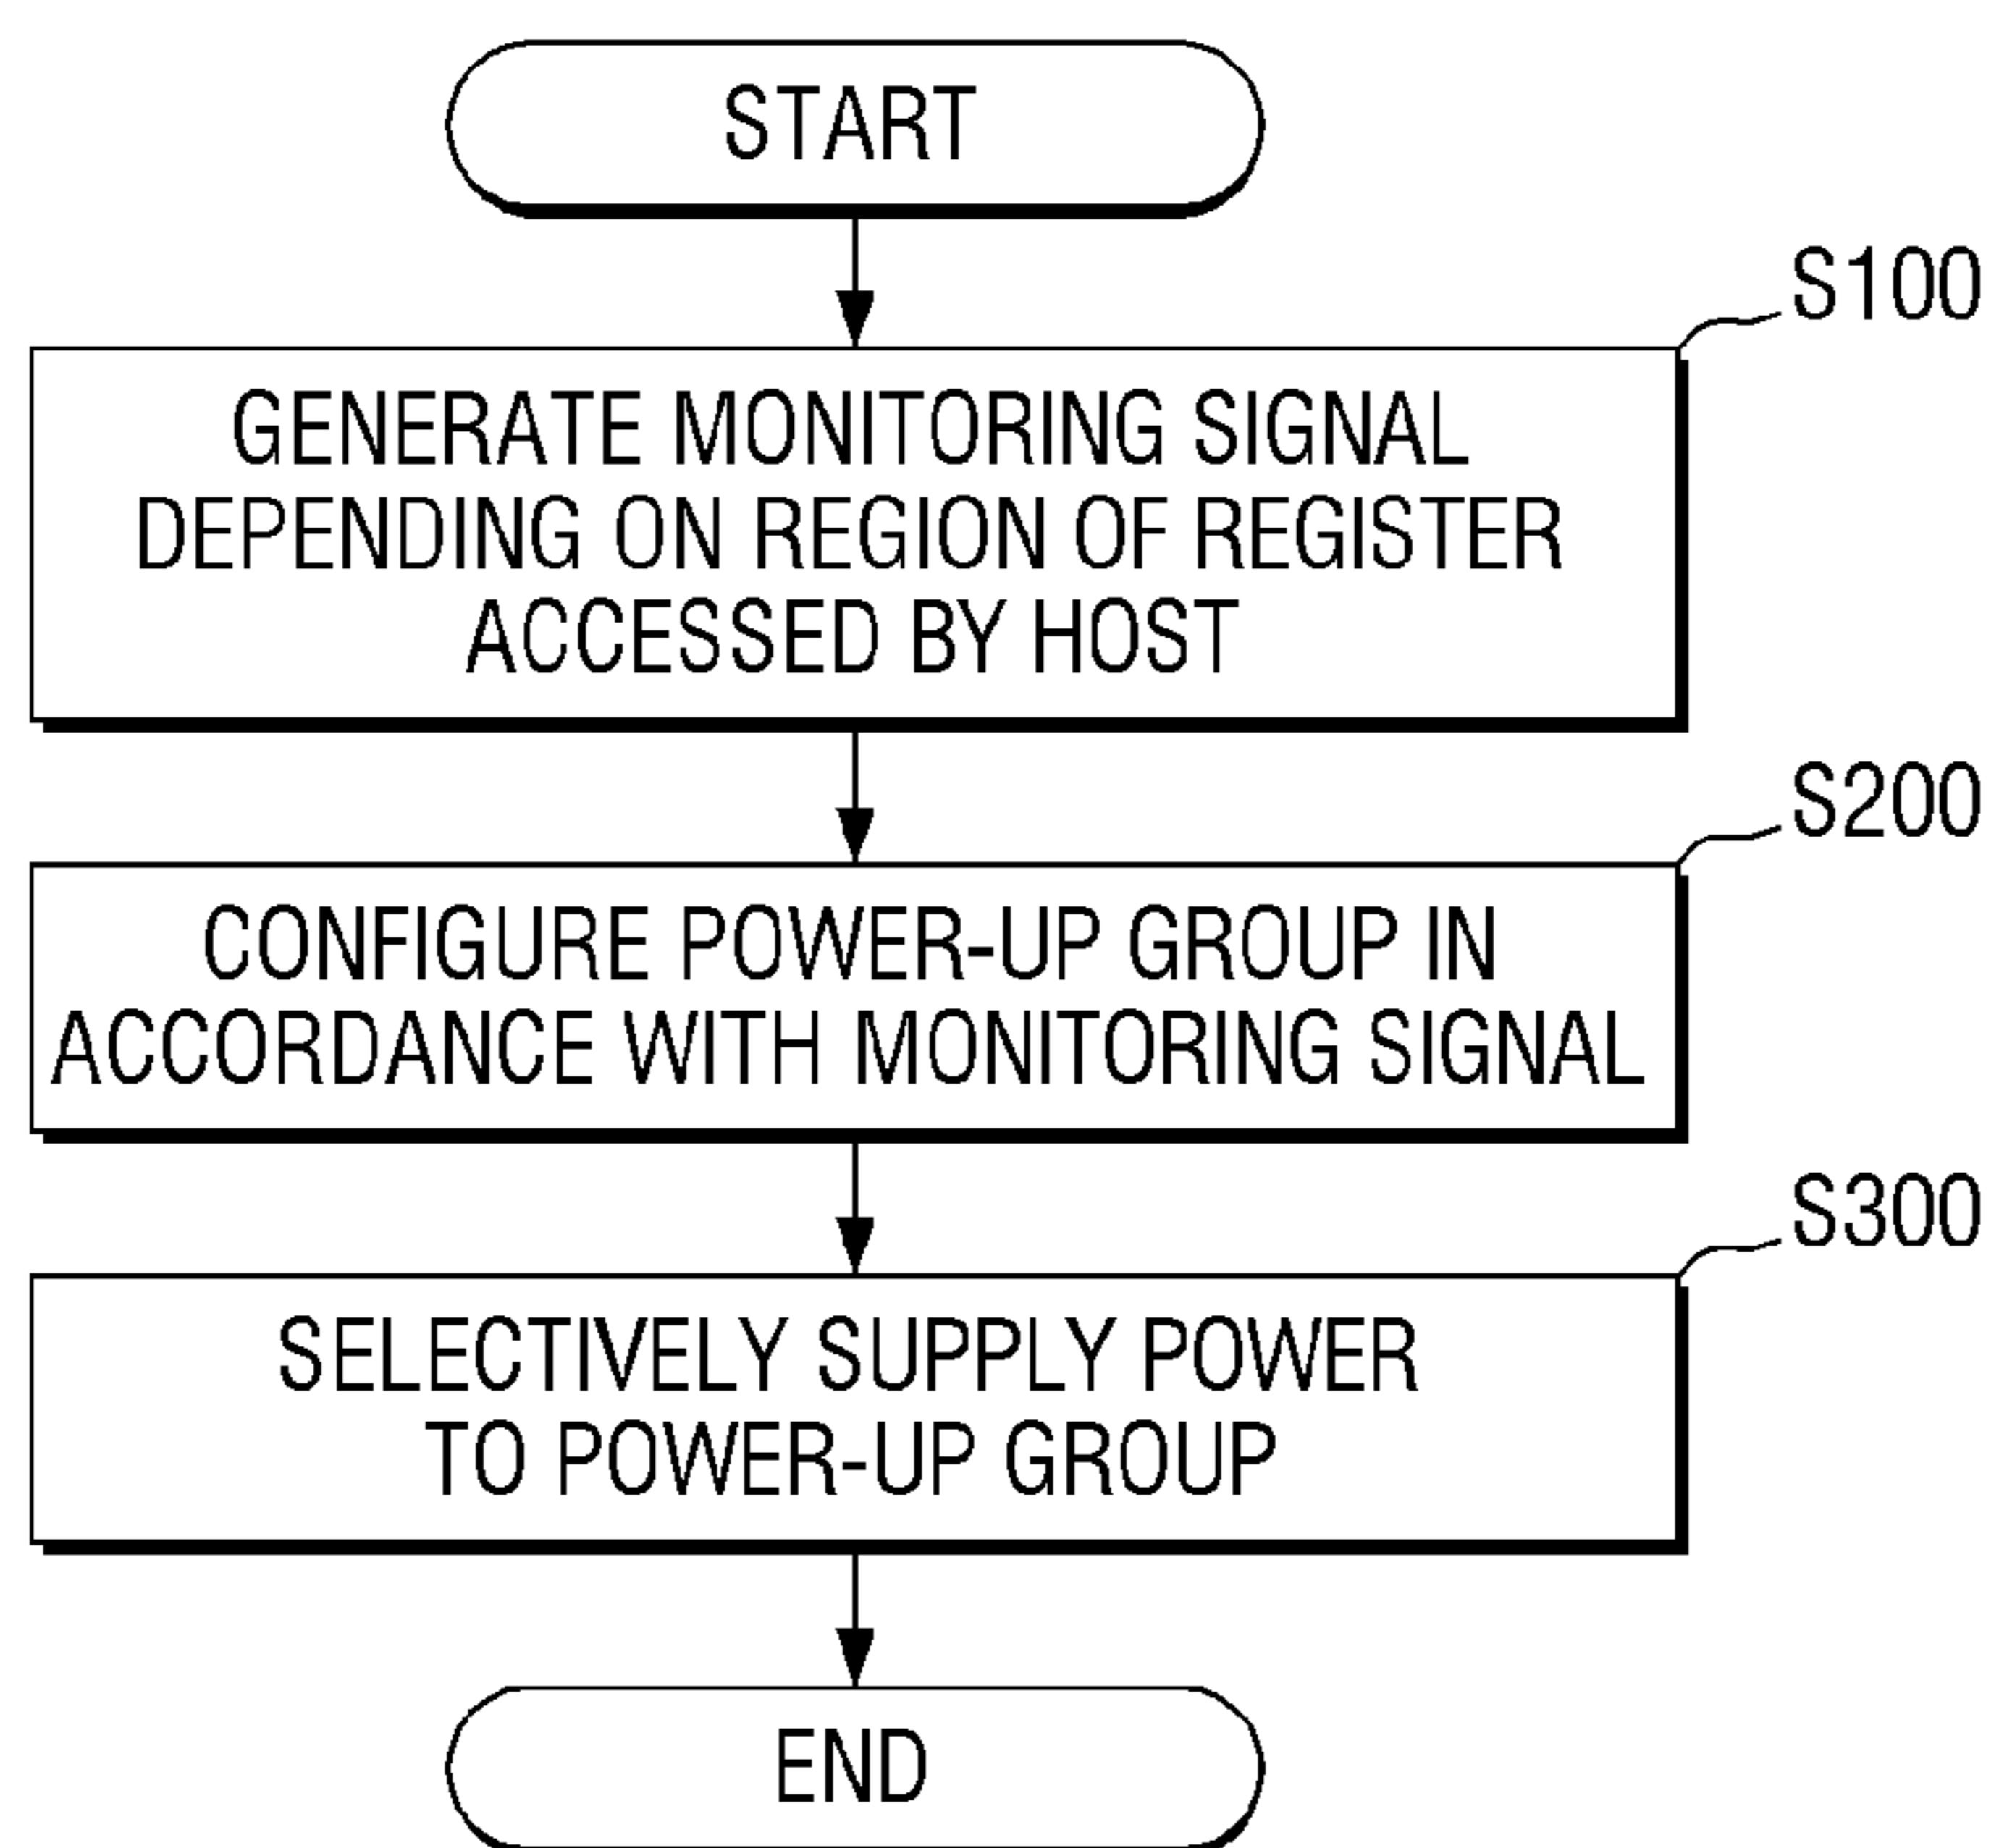 START
S100
GENERATE MONITORING SIGNAL
DEPENDING ON REGION OF REGISTER
ACCESSED BY HOST
S200
CONFIGURE POWER-UP GROUP IN
ACCORDANCE WITH MONITORING SIGNAL
S300
SELECTIVELY SUPPLY POWER
TO POWER-UP GROUP
END